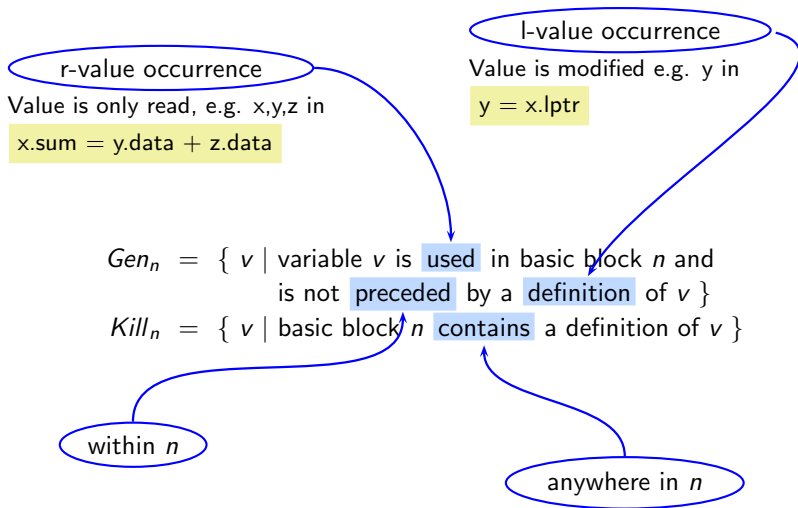 l-value occurrence
r-value occurrence
Value is modified e.g. y in
Value is only read, e.g. x,y,z in
y = x.lptr
x.sum = y.data + z.data
Gen_n = { v | variable v is used in basic block n and
is not preceded by a definition of v }
Kill_n = { v | basic block n contains a definition of v }
within n
anywhere in n